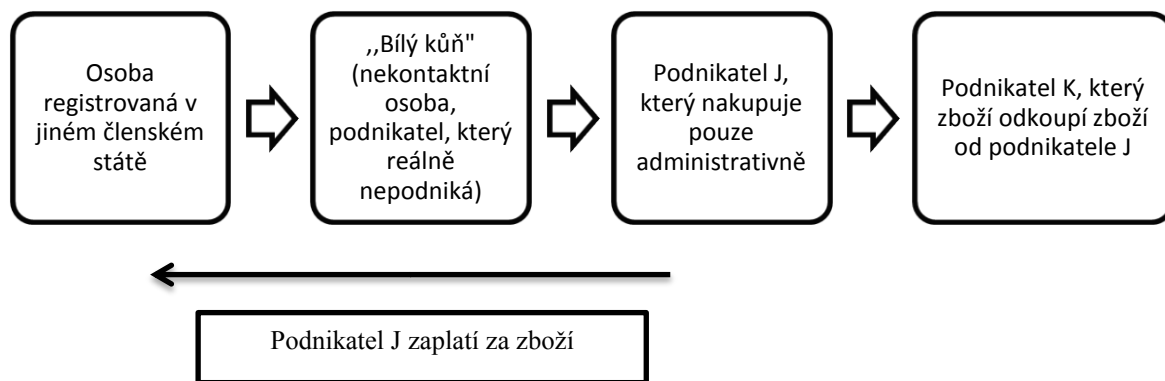 Osoba
registrovaná v
jiném členském
státě
,,Bílý kůň"
(nekontaktní
osoba,
podnikatel, který
reálně
nepodniká)
Podnikatel J,
který nakupuje
pouze
administrativně
Podnikatel K, který
zboží odkoupí zboží
od podnikatele J
Podnikatel J zaplatí za zboží